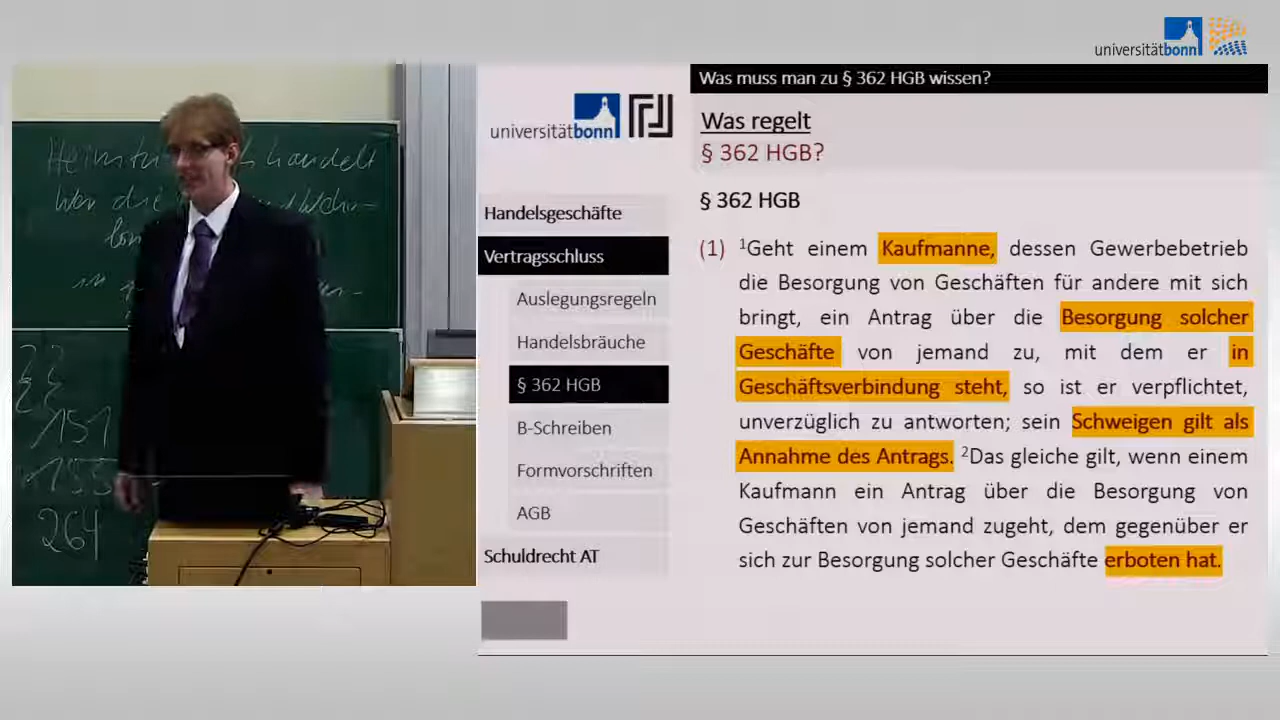 universitätbonn
Was muss man zu § 362 HGB wissen?
universitätbonn
Was regelt
§ 362 HGB?
§ 362 HGB
Handelsgeschäfte
Vertragsschluss
Auslegungsregeln
Handelsbräuche
§ 362 HGB
B-Schreiben
Formvorschriften
AGB
Schuldrecht AT
(1) ¹Geht einem Kaufmanne, dessen Gewerbebetrieb
die Besorgung von Geschäften für andere mit sich
bringt, ein Antrag über die Besorgung solcher
Geschäfte von jemand zu, mit dem er in
Geschäftsverbindung steht, so ist er verpflichtet,
unverzüglich zu antworten; sein Schweigen gilt als
Annahme des Antrags. ²Das gleiche gilt, wenn einem
Kaufmann ein Antrag über die Besorgung von
Geschäften von jemand zugeht, dem gegenüber er
sich zur Besorgung solcher Geschäfte erboten hat.
handelt
151
155
264